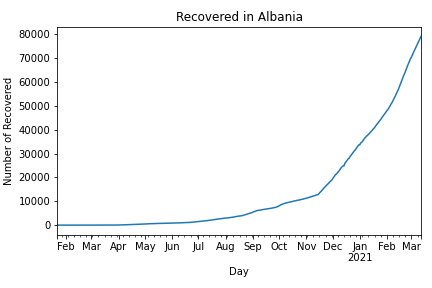 Recovered in Albania
Number of Recovered
80000
70000
60000
50000
40000
30000
20000
10000
0
Feb Mar Apr May Jun Jul Aug Sep Oct Nov Dec Jan Feb Mar
2021
Day